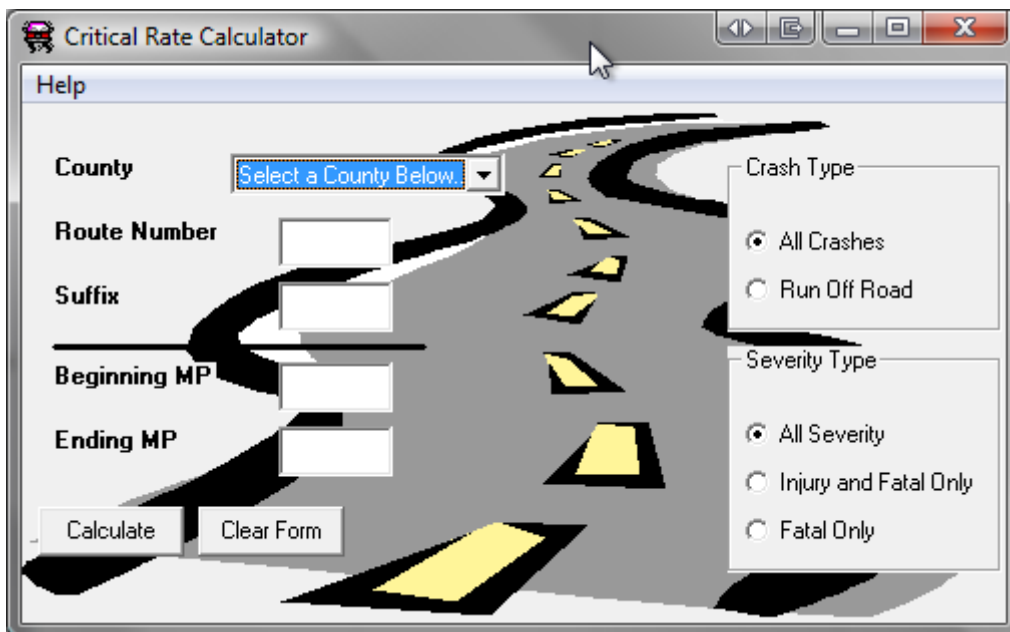 Critical Rate Calculator
Help
County
Select a County Below..
Route Number
Suffix
Beginning MP
Ending MP
Calculate
Clear Form
Crash Type
All Crashes
Run Off Road
Severity Type
All Severity
Injury and Fatal Only
Fatal Only